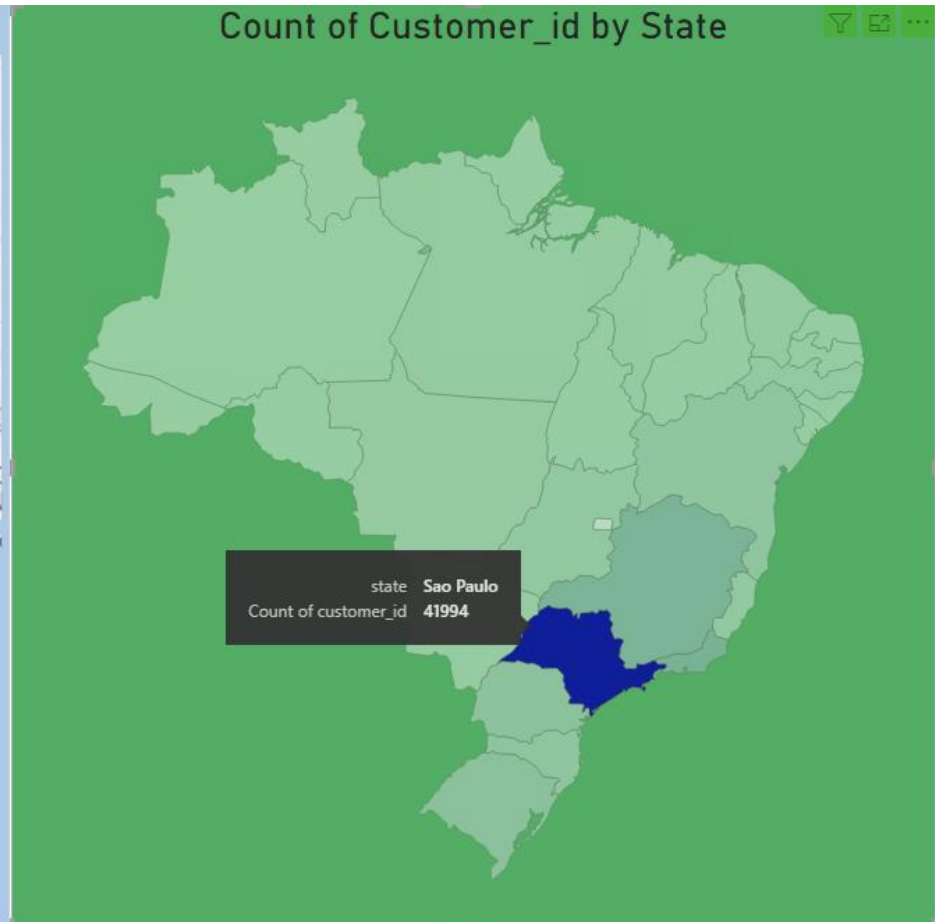 Count of Customer_id by State
state Sao Paulo
Count of customer_id 41994